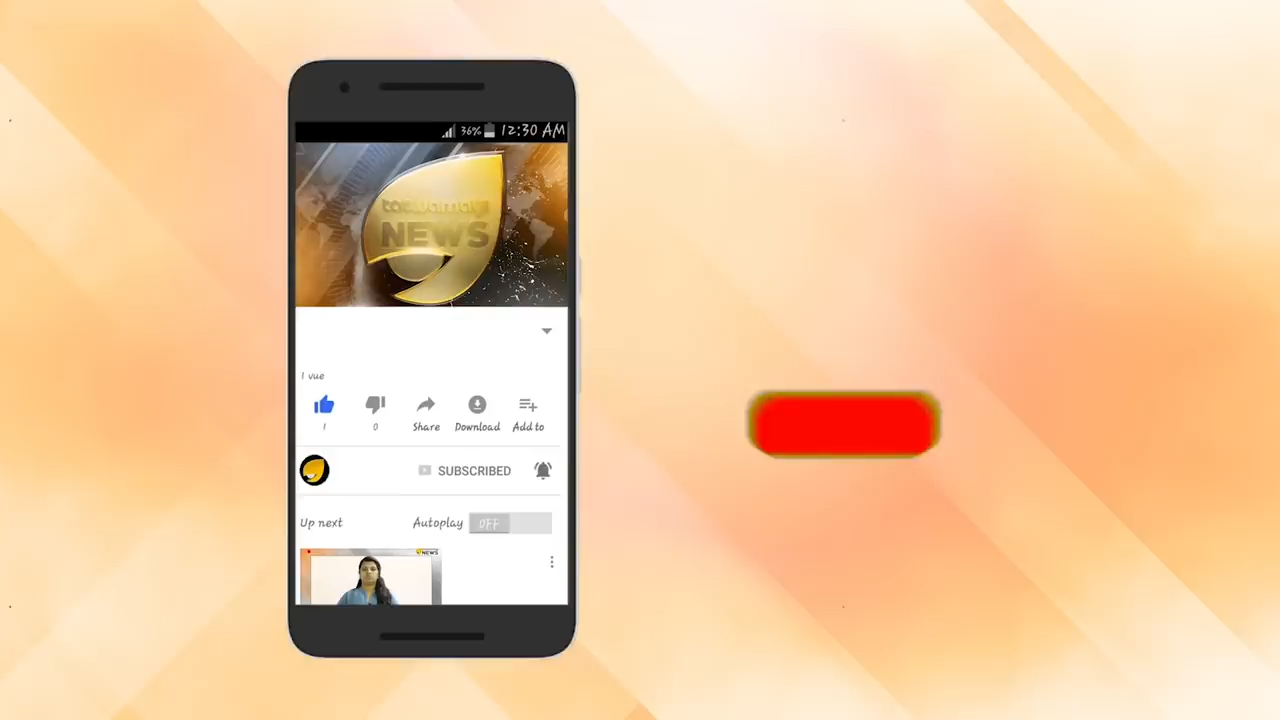 36% 12:30 AM
tatwamayi
NEWS
1 vue
1 0 Share Download Add to
SUBSCRIBED
Up next Autoplay OFF
NEWS